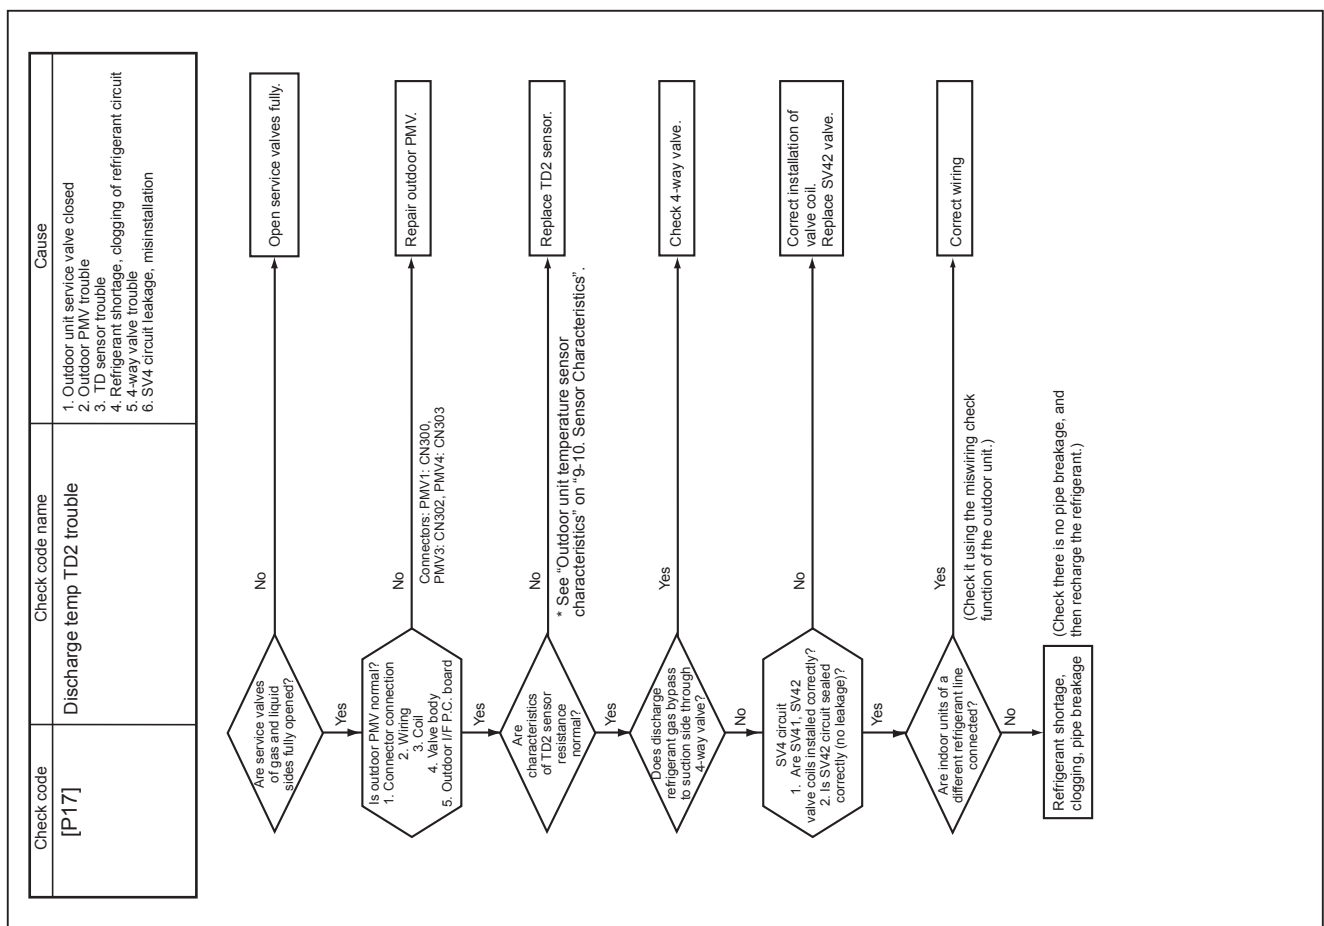 Check code
Check code name
Cause
[P17]
Discharge temp TD2 trouble
1. Outdoor unit service valve closed
2. Outdoor PMV trouble
3. TD sensor trouble
4. Refrigerant shortage, clogging of refrigerant circuit
5. 4-way valve trouble
6. SV4 circuit leakage, misinstallation
Are service valves
of gas and liquid
sides fully opened?
No
Open service valves fully.
Yes
Is outdoor PMV normal?
1. Connector connection
2. Wiring
3. Coil
4. Valve body
5. Outdoor I/F P.C. board
No
Connectors: PMV1: CN300,
PMV3: CN302, PMV4: CN303
Repair outdoor PMV.
Yes
Are
characteristics
of TD2 sensor
resistance
normal?
No
* See “Outdoor unit temperature sensor
characteristics” on “9-10. Sensor Characteristics”.
Replace TD2 sensor.
Yes
Does discharge
refrigerant gas bypass
to suction side through
4-way valve?
Yes
Check 4-way valve.
No
SV4 circuit
1. Are SV41, SV42
valve coils installed correctly?
2. Is SV42 circuit sealed
correctly (no leakage)?
No
Correct installation of
valve coil.
Replace SV42 valve.
Yes
Are indoor units of a
different refrigerant line
connected?
Yes
(Check it using the miswiring check
function of the outdoor unit.)
Correct wiring
No
Refrigerant shortage,
clogging, pipe breakage
(Check there is no pipe breakage, and
then recharge the refrigerant.)